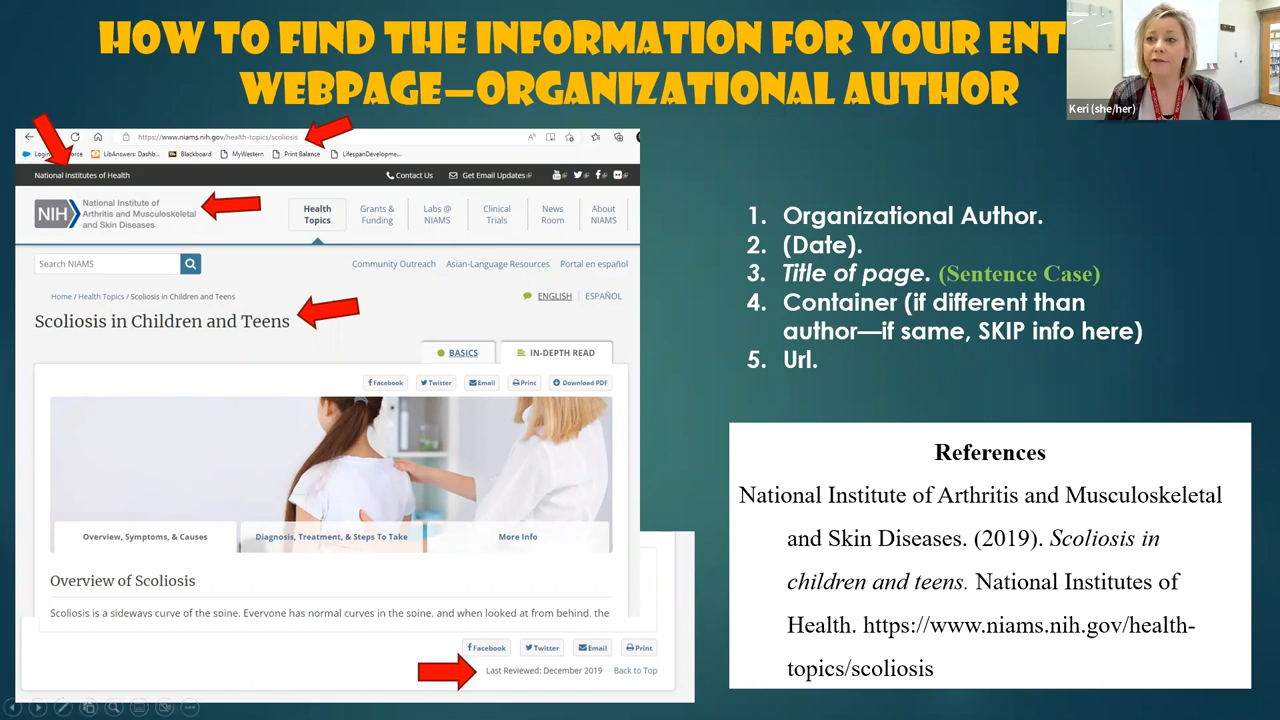 HOW TO FIND THE INFORMATION FOR YOUR ENT
WEBPAGE—ORGANIZATIONAL AUTHOR
Keri (she/her)
https://www.niams.nih.gov/health-topics/scoliosis
LibAnswers: Dashb... Blackboard MyWestern Print Balance LifespanDevelopme...
National Institutes of Health Contact Us Get Email Updates
NIH
National Institute of
Arthritis and Musculoskeletal
and Skin Diseases
Health
Topics
Grants &
Funding
Labs @
NIAMS
Clinical
Trials
News
Room
About
NIAMS
Search NIAMS
Community Outreach Asian-Language Resources Portal en español
Home / Health Topics / Scoliosis in Children and Teens
ENGLISH ESPAÑOL
Scoliosis in Children and Teens
BASICS IN-DEPTH READ
Facebook Twitter Email Print Download PDF
Overview, Symptoms, & Causes Diagnosis, Treatment, & Steps To Take More Info
Overview of Scoliosis
Scoliosis is a sideways curve of the spine. Everyone has normal curves in the spine, and when looked at from behind, the
Facebook Twitter Email Print
Last Reviewed: December 2019 Back to Top
1. Organizational Author.
2. (Date).
3. Title of page. (Sentence Case)
4. Container (if different than
author—if same, SKIP info here)
5. Url.
References
National Institute of Arthritis and Musculoskeletal
and Skin Diseases. (2019). Scoliosis in
children and teens. National Institutes of
Health. https://www.niams.nih.gov/health-
topics/scoliosis